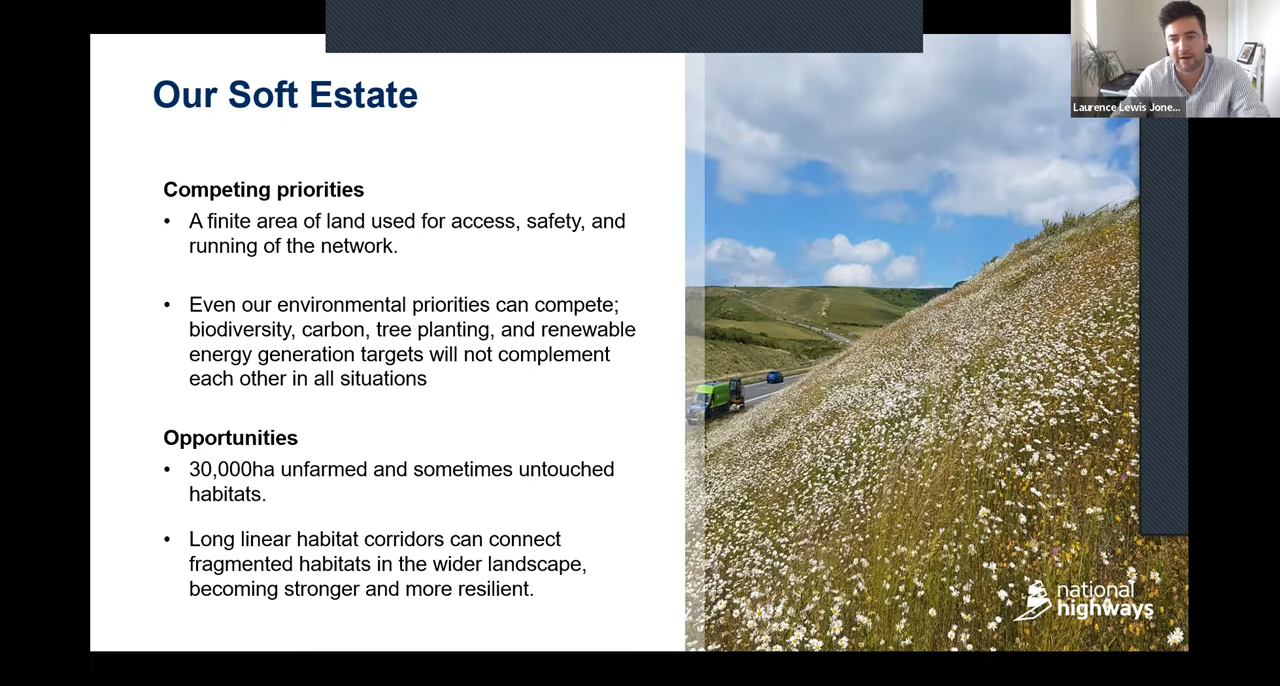 Our Soft Estate
Competing priorities
• A finite area of land used for access, safety, and
running of the network.
• Even our environmental priorities can compete;
biodiversity, carbon, tree planting, and renewable
energy generation targets will not complement
each other in all situations
Opportunities
• 30,000ha unfarmed and sometimes untouched
habitats.
• Long linear habitat corridors can connect
fragmented habitats in the wider landscape,
becoming stronger and more resilient.
national
highways
Laurence Lewis Jone...